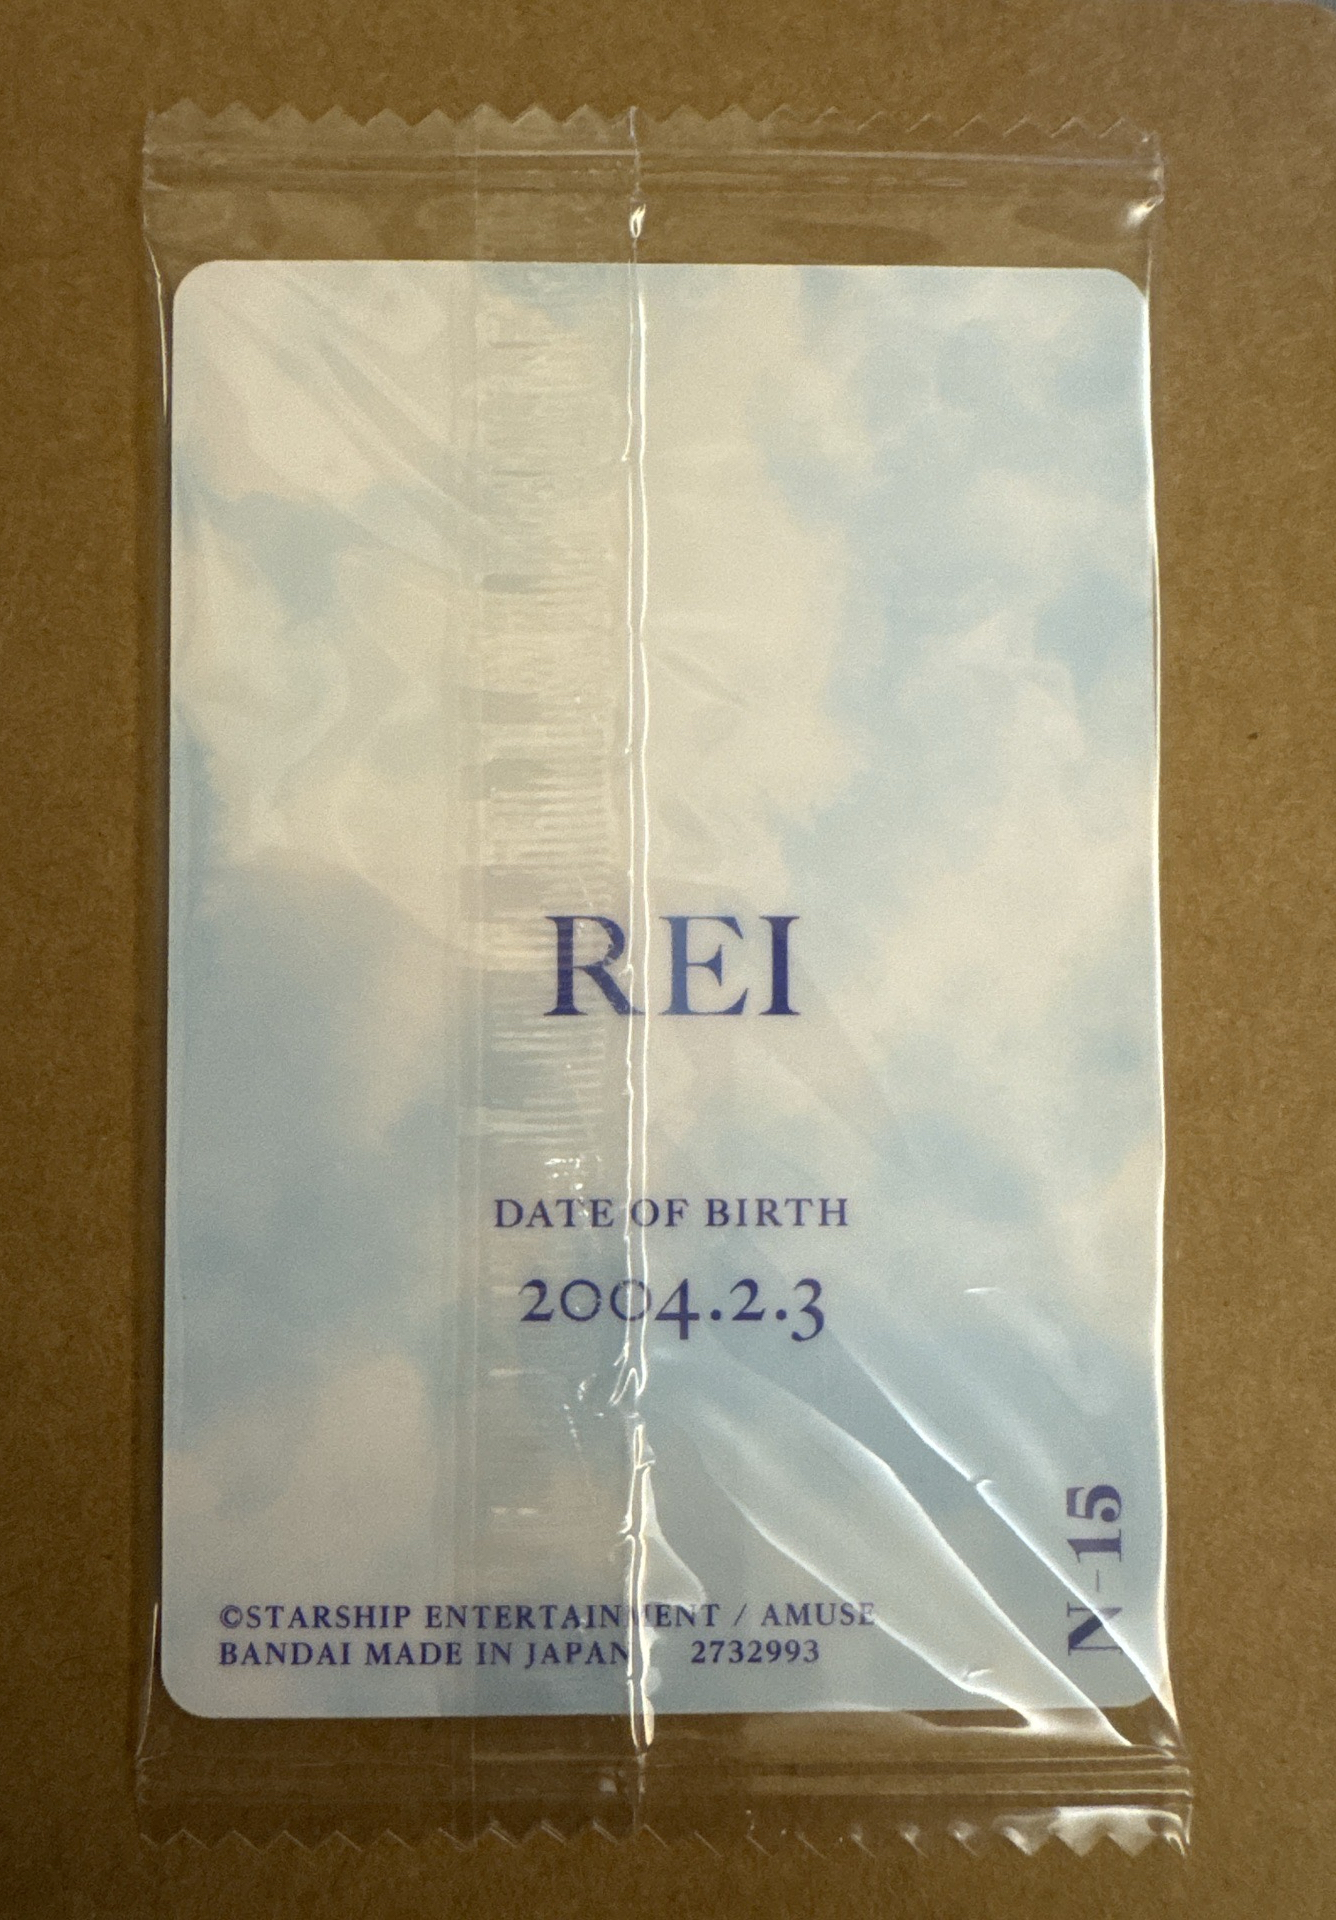 REI
DATE OF BIRTH
2004.2.3
N-15
©STARSHIP ENTERTAINMENT / AMUSE
BANDAI MADE IN JAPAN 2732993